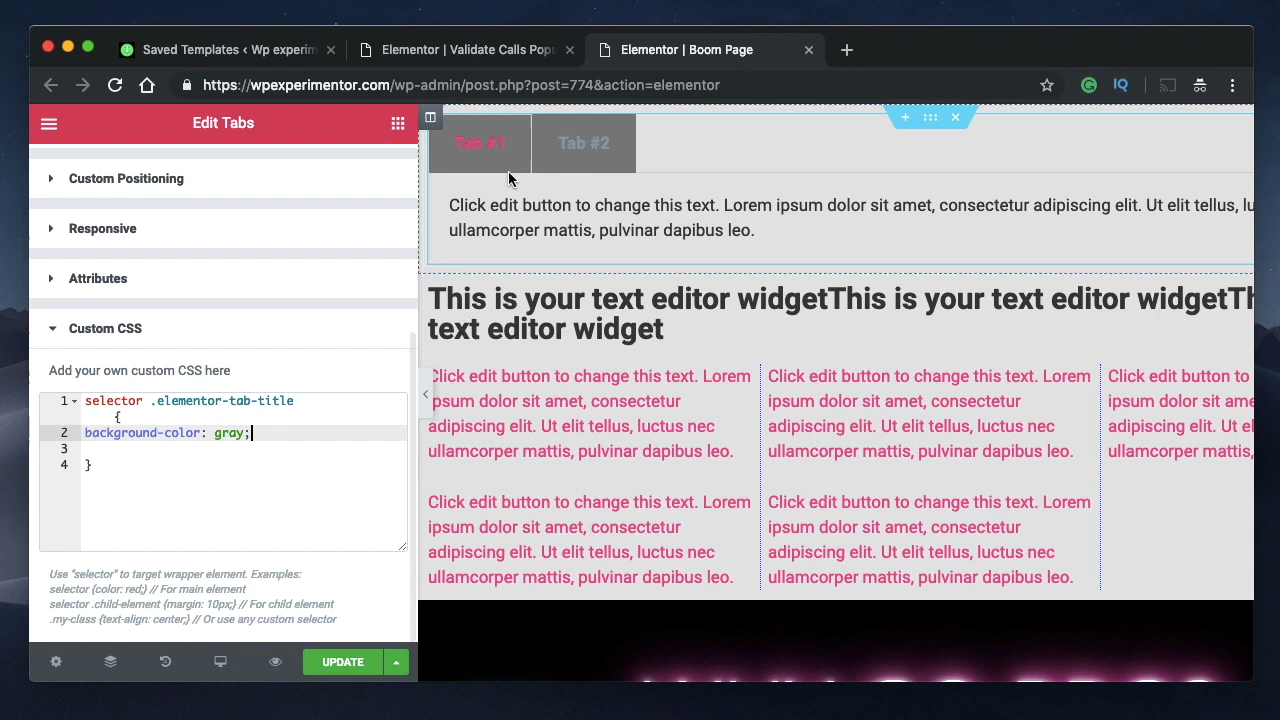 Saved Templates ‹ Wp experim
Elementor | Validate Calls Popu
Elementor | Boom Page
https://wpexperimentor.com/wp-admin/post.php?post=774&action=elementor
IQ
Edit Tabs
Custom Positioning
Responsive
Attributes
Custom CSS
Add your own custom CSS here
1 selector .elementor-tab-title
{
2 background-color: gray;
3
4 }
Use "selector" to target wrapper element. Examples:
selector {color: red;} // For main element
selector .child-element {margin: 10px;} // For child element
.my-class {text-align: center;} // Or use any custom selector
UPDATE
Tab #1
Tab #2
Click edit button to change this text. Lorem ipsum dolor sit amet, consectetur adipiscing elit. Ut elit tellus, lu
ullamcorper mattis, pulvinar dapibus leo.
This is your text editor widgetThis is your text editor widgetTh
text editor widget
Click edit button to change this text. Lorem
ipsum dolor sit amet, consectetur
adipiscing elit. Ut elit tellus, luctus nec
ullamcorper mattis, pulvinar dapibus leo.
Click edit button to change this text. Lorem
ipsum dolor sit amet, consectetur
adipiscing elit. Ut elit tellus, luctus nec
ullamcorper mattis, pulvinar dapibus leo.
Click edit button to
ipsum dolor sit ame
adipiscing elit. Ut el
ullamcorper mattis,
Click edit button to change this text. Lorem
ipsum dolor sit amet, consectetur
adipiscing elit. Ut elit tellus, luctus nec
ullamcorper mattis, pulvinar dapibus leo.
Click edit button to change this text. Lorem
ipsum dolor sit amet, consectetur
adipiscing elit. Ut elit tellus, luctus nec
ullamcorper mattis, pulvinar dapibus leo.